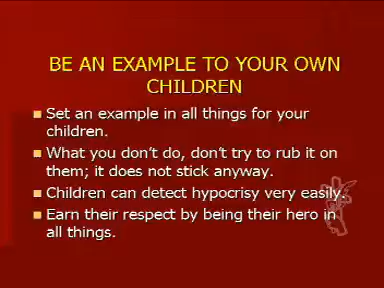 BE AN EXAMPLE TO YOUR OWN
CHILDREN
Set an example in all things for your
children.
What you don't do, don't try to rub it on
them; it does not stick anyway.
Children can detect hypocrisy very easily.
Earn their respect by being their hero in
all things.